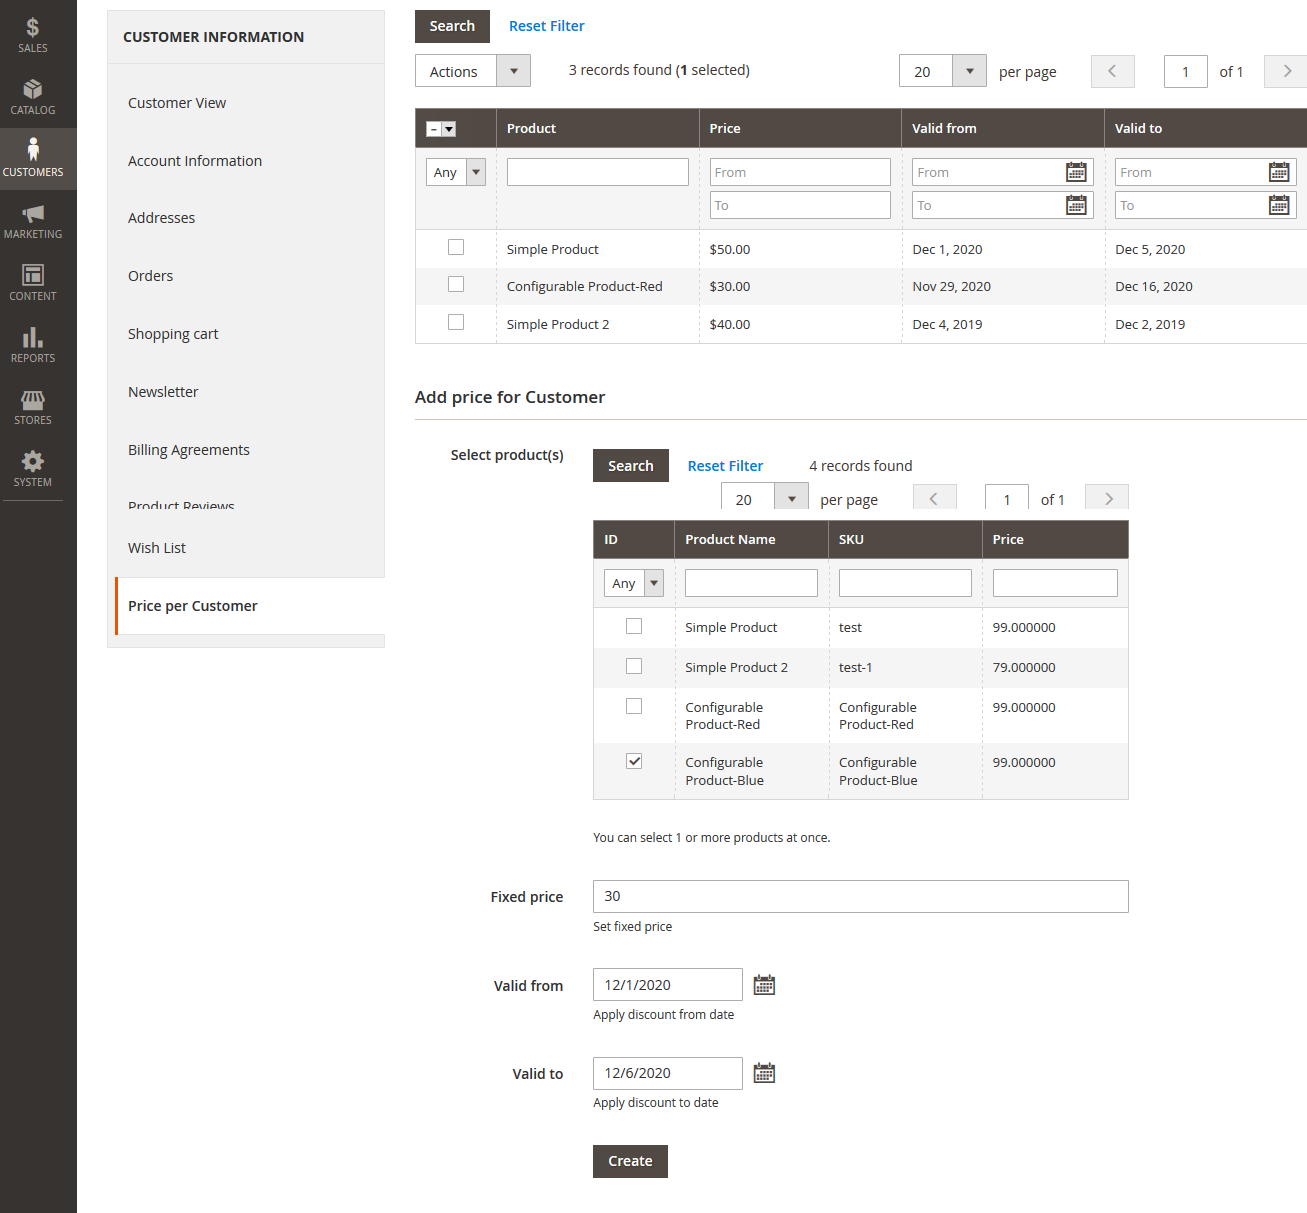 SALES
CATALOG
CUSTOMERS
MARKETING
CONTENT
REPORTS
STORES
SYSTEM
CUSTOMER INFORMATION
Customer View
Account Information
Addresses
Orders
Shopping cart
Newsletter
Billing Agreements
Product Reviews
Wish List
Price per Customer
Search Reset Filter
Actions 3 records found (1 selected) 20 per page 1 of 1
Product Price Valid from Valid to
Any From From From
To To To
Simple Product $50.00 Dec 1, 2020 Dec 5, 2020
Configurable Product-Red $30.00 Nov 29, 2020 Dec 16, 2020
Simple Product 2 $40.00 Dec 4, 2019 Dec 2, 2019
Add price for Customer
Select product(s) Search Reset Filter 4 records found
20 per page 1 of 1
ID Product Name SKU Price
Any
Simple Product test 99.000000
Simple Product 2 test-1 79.000000
Configurable Configurable 99.000000
Product-Red Product-Red
Configurable Configurable 99.000000
Product-Blue Product-Blue
You can select 1 or more products at once.
Fixed price 30
Set fixed price
Valid from 12/1/2020
Apply discount from date
Valid to 12/6/2020
Apply discount to date
Create